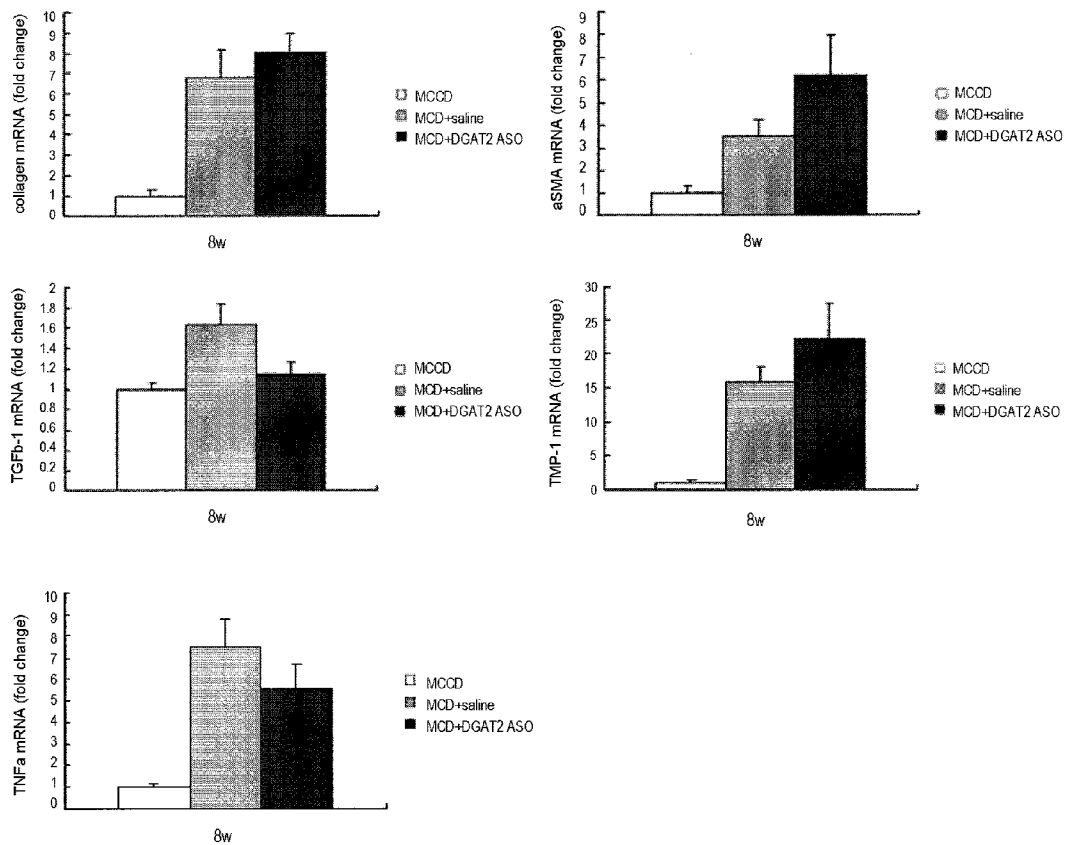 collagen mRNA (fold change)
10
9
8
7
6
5
4
3
2
1
0
8w
MCCD
MCD+saline
MCD+DGAT2 ASO
aSMA mRNA (fold change)
9
8
7
6
5
4
3
2
1
0
8w
MCCD
MCD+saline
MCD+DGAT2 ASO
TGFb-1 mRNA (fold change)
2
1.8
1.6
1.4
1.2
1
0.8
0.6
0.4
0.2
0
8w
MCCD
MCD+saline
MCD+DGAT2 ASO
TMP-1 mRNA (fold change)
30
25
20
15
10
5
0
8w
MCCD
MCD+saline
MCD+DGAT2 ASO
TNFa mRNA (fold change)
10
9
8
7
6
5
4
3
2
1
0
8w
MCCD
MCD+saline
MCD+DGAT2 ASO